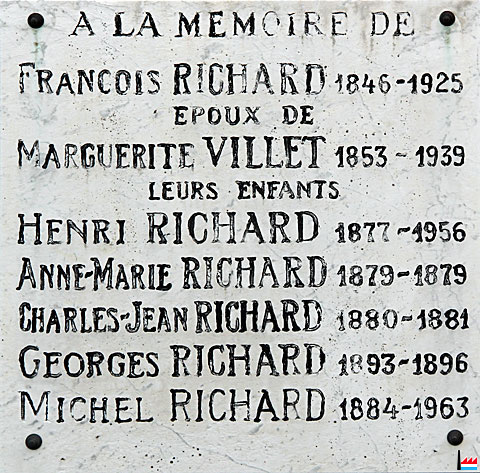 A LA MEMOIRE DE
FRANCOIS RICHARD 1846-1925
EPOUX DE
MARGUERITE VILLET 1853-1939
LEURS ENFANTS
HENRI RICHARD 1877-1956
ANNE-MARIE RICHARD 1879-1879
CHARLES-JEAN RICHARD 1880-1881
GEORGES RICHARD 1893-1896
MICHEL RICHARD 1884-1963